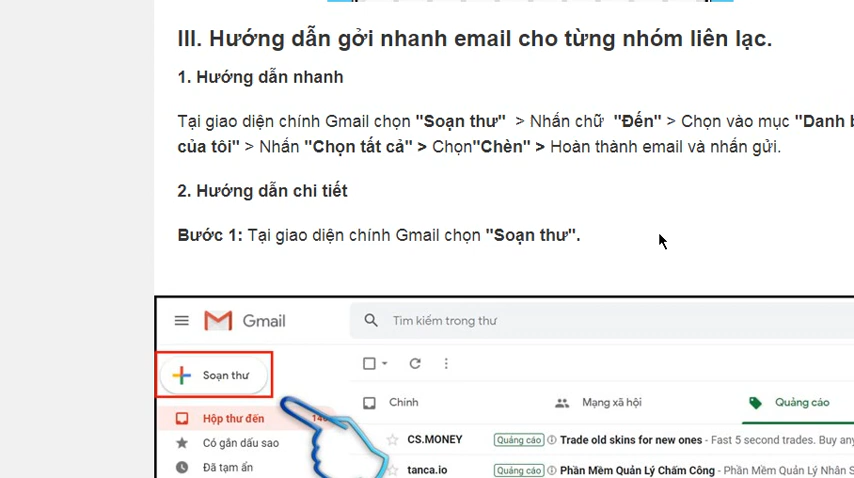 III. Hướng dẫn gởi nhanh email cho từng nhóm liên lạc.
1. Hướng dẫn nhanh
Tại giao diện chính Gmail chọn "Soạn thư" > Nhấn chữ "Đến" > Chọn vào mục "Danh
của tôi" > Nhấn "Chọn tất cả" > Chọn"Chèn" > Hoàn thành email và nhấn gửi.
2. Hướng dẫn chi tiết
Bước 1: Tại giao diện chính Gmail chọn "Soạn thư".
Gmail
Tìm kiếm trong thư
Soạn thư
Chính
Mạng xã hội
Quảng cáo
Hộp thư đến
CS.MONEY Quảng cáo Trade old skins for new ones - Fast 5 second trades. Buy any
Có gắn dấu sao
Đã tạm ẩn
tanca.io Quảng cáo Phần Mềm Quản Lý Chấm Công - Phần Mềm Quản Lý Nhân